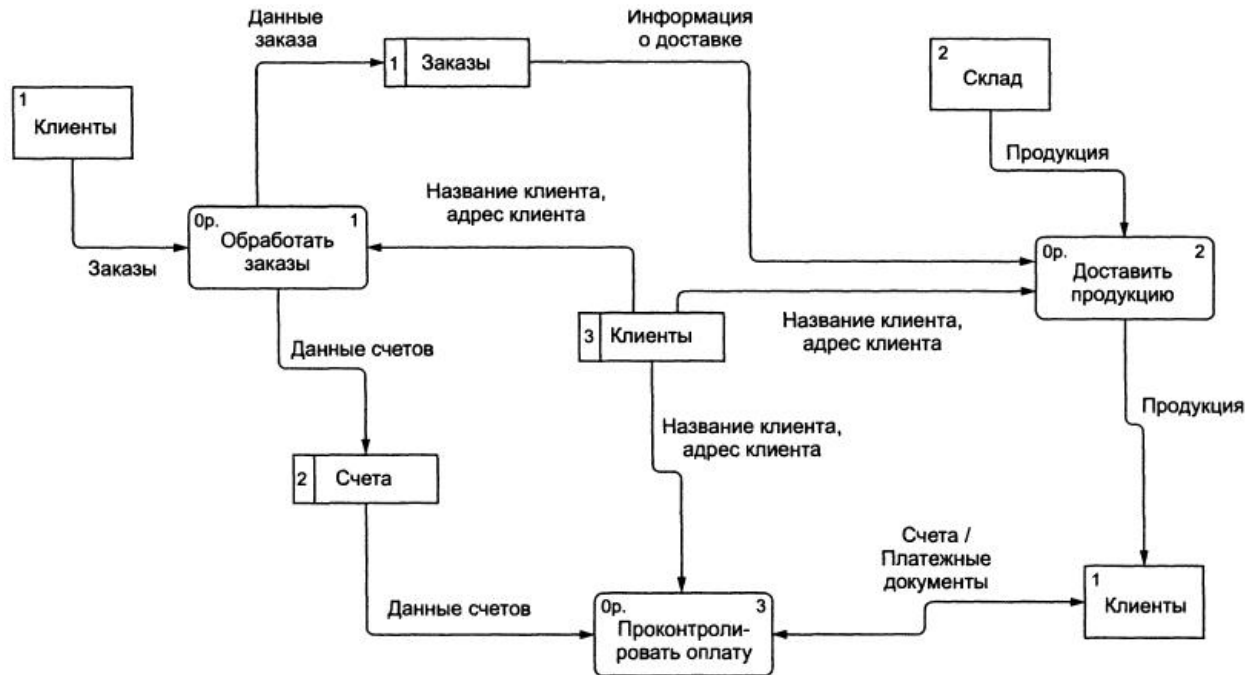 Данные
заказа
Информация
о доставке
1 Заказы
2
Склад
1
Клиенты
Продукция
Название клиента,
адрес клиента
0р. 1
Обработать
заказы
Заказы
0р. 2
Доставить
продукцию
3 Клиенты
Название клиента,
адрес клиента
Данные счетов
Продукция
Название клиента,
адрес клиента
2 Счета
Счета /
Платежные
документы
1
Клиенты
Данные счетов
0р. 3
Проконтроли-
ровать оплату